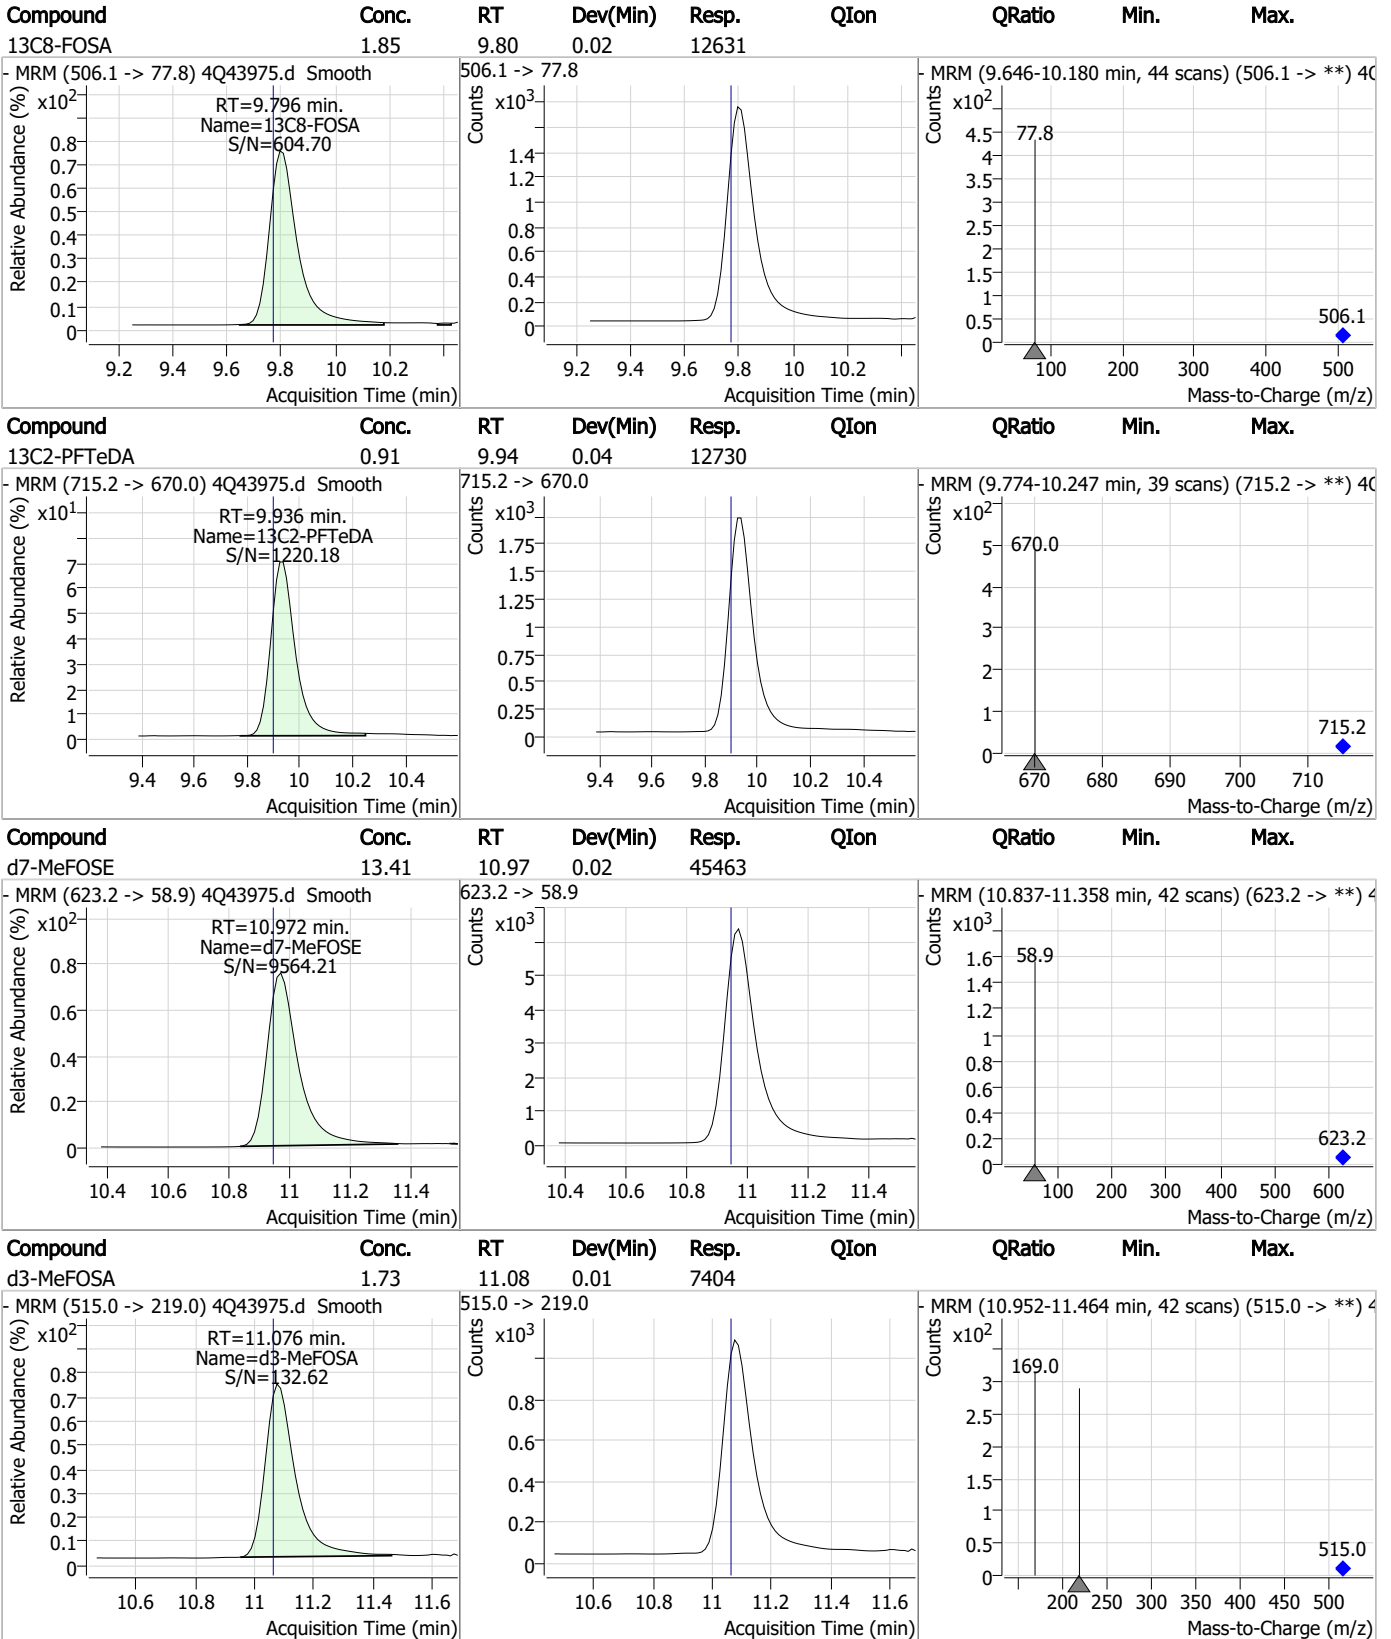 Compound Conc. RT Dev(Min) Resp. QIon QRatio Min. Max.
13C8-FOSA 1.85 9.80 0.02 12631
- MRM (506.1 -> 77.8) 4Q43975.d Smooth
Relative Abundance (%)
x10²
RT=9.796 min.
Name=13C8-FOSA
S/N=604.70
0.8
0.7
0.6
0.5
0.4
0.3
0.2
0.1
0
9.2 9.4 9.6 9.8 10 10.2
Acquisition Time (min)
506.1 -> 77.8
Counts
x10³
1.4
1.2
1
0.8
0.6
0.4
0.2
0
9.2 9.4 9.6 9.8 10 10.2
Acquisition Time (min)
- MRM (9.646-10.180 min, 44 scans) (506.1 -> **) 4Q
Counts
x10²
4.5
4
3.5
3
2.5
2
1.5
1
0.5
0
77.8
506.1
100 200 300 400 500
Mass-to-Charge (m/z)
Compound Conc. RT Dev(Min) Resp. QIon QRatio Min. Max.
13C2-PFTeDA 0.91 9.94 0.04 12730
- MRM (715.2 -> 670.0) 4Q43975.d Smooth
Relative Abundance (%)
x10¹
RT=9.936 min.
Name=13C2-PFTeDA
S/N=1220.18
7
6
5
4
3
2
1
0
9.4 9.6 9.8 10 10.2 10.4
Acquisition Time (min)
715.2 -> 670.0
Counts
x10³
1.75
1.5
1.25
1
0.75
0.5
0.25
0
9.4 9.6 9.8 10 10.2 10.4
Acquisition Time (min)
- MRM (9.774-10.247 min, 39 scans) (715.2 -> **) 4Q
Counts
x10²
5
4
3
2
1
0
670.0
715.2
670 680 690 700 710
Mass-to-Charge (m/z)
Compound Conc. RT Dev(Min) Resp. QIon QRatio Min. Max.
d7-MeFOSE 13.41 10.97 0.02 45463
- MRM (623.2 -> 58.9) 4Q43975.d Smooth
Relative Abundance (%)
x10²
RT=10.972 min.
Name=d7-MeFOSE
S/N=9564.21
0.8
0.6
0.4
0.2
0
10.4 10.6 10.8 11 11.2 11.4
Acquisition Time (min)
623.2 -> 58.9
Counts
x10³
5
4
3
2
1
0
10.4 10.6 10.8 11 11.2 11.4
Acquisition Time (min)
- MRM (10.837-11.358 min, 42 scans) (623.2 -> **) 4
Counts
x10³
1.6
1.4
1.2
1
0.8
0.6
0.4
0.2
0
58.9
623.2
100 200 300 400 500 600
Mass-to-Charge (m/z)
Compound Conc. RT Dev(Min) Resp. QIon QRatio Min. Max.
d3-MeFOSA 1.73 11.08 0.01 7404
- MRM (515.0 -> 219.0) 4Q43975.d Smooth
Relative Abundance (%)
x10²
RT=11.076 min.
Name=d3-MeFOSA
S/N=132.62
0.8
0.7
0.6
0.5
0.4
0.3
0.2
0.1
0
10.6 10.8 11 11.2 11.4 11.6
Acquisition Time (min)
515.0 -> 219.0
Counts
x10³
0.8
0.6
0.4
0.2
0
10.6 10.8 11 11.2 11.4 11.6
Acquisition Time (min)
- MRM (10.952-11.464 min, 42 scans) (515.0 -> **) 4
Counts
x10²
3
2.5
2
1.5
1
0.5
0
169.0
515.0
200 250 300 350 400 450 500
Mass-to-Charge (m/z)